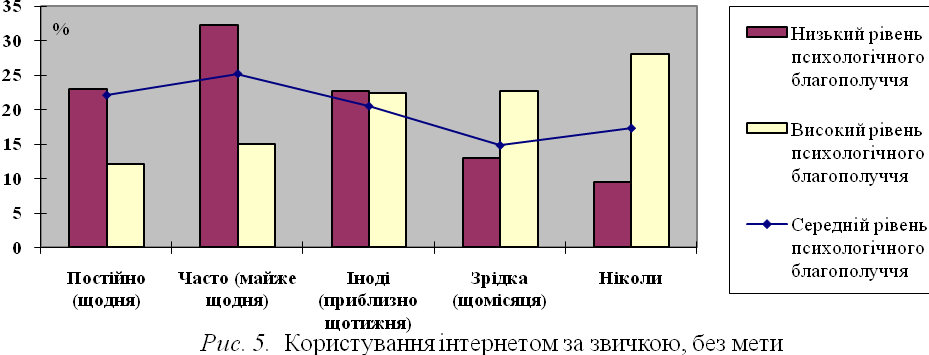 35
30
25
20
15
10
5
0
%
Постійно
(щодня)
Часто (майже
щодня)
Іноді
(приблизно
щотижня)
Зрідка
(щомісяця)
Ніколи
Низький рівень
психологічного
благополуччя
Високий рівень
психологічного
благополуччя
Середній рівень
психологічного
благополуччя
Рис. 5. Користування інтернетом за звичкою, без мети